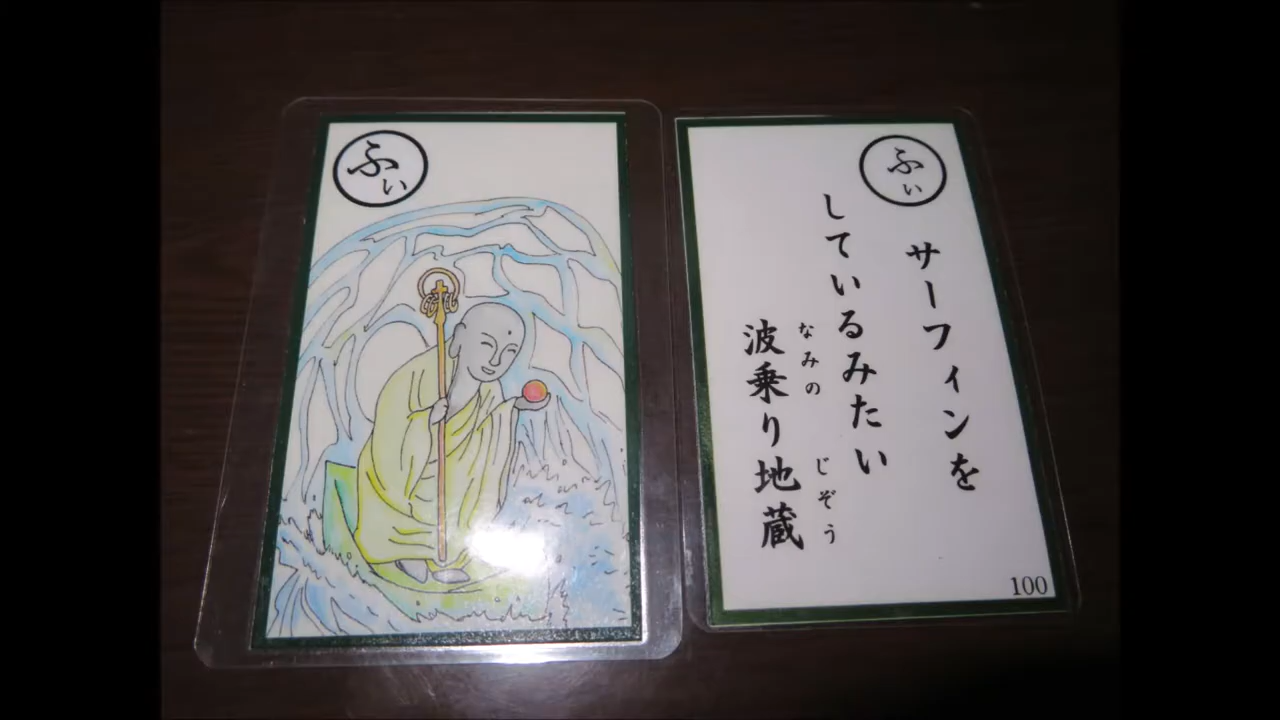 ふぃ
ふぃ
サーフィンを
しているみたい
なみの じぞう
波乗り地蔵
100